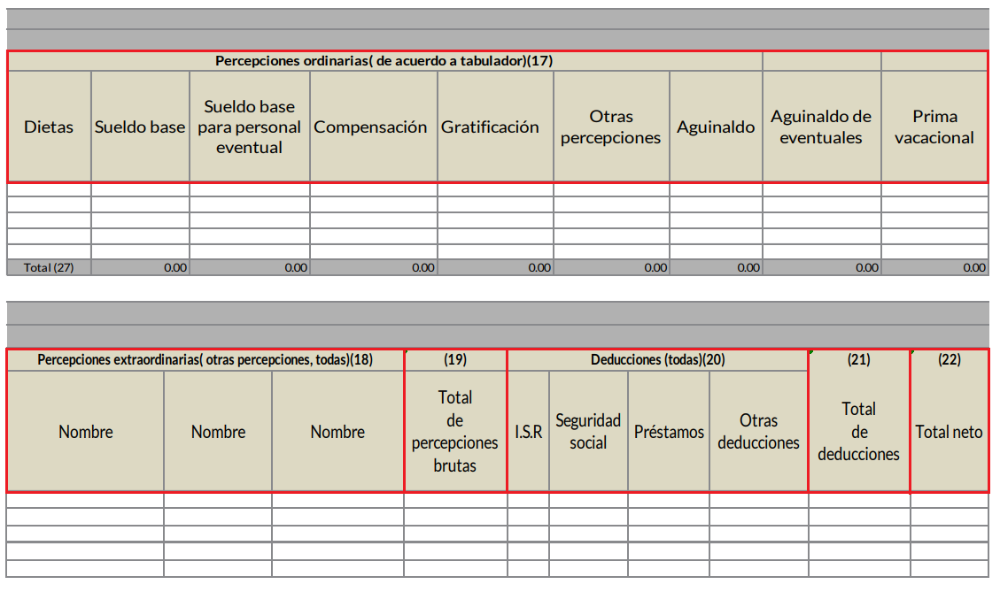 Percepciones ordinarias( de acuerdo a tabulador)(17)
Dietas
Sueldo base
Sueldo base
para personal
eventual
Compensación
Gratificación
Otras
percepciones
Aguinaldo
Aguinaldo de
eventuales
Prima
vacacional
Total (27) 0.00 0.00 0.00 0.00 0.00 0.00 0.00 0.00
Percepciones extraordinarias( otras percepciones, todas)(18)
Nombre
Nombre
Nombre
(19)
Total
de
percepciones
brutas
Deducciones (todas)(20)
I.S.R
Seguridad
social
Préstamos
Otras
deducciones
(21)
Total
de
deducciones
(22)
Total neto